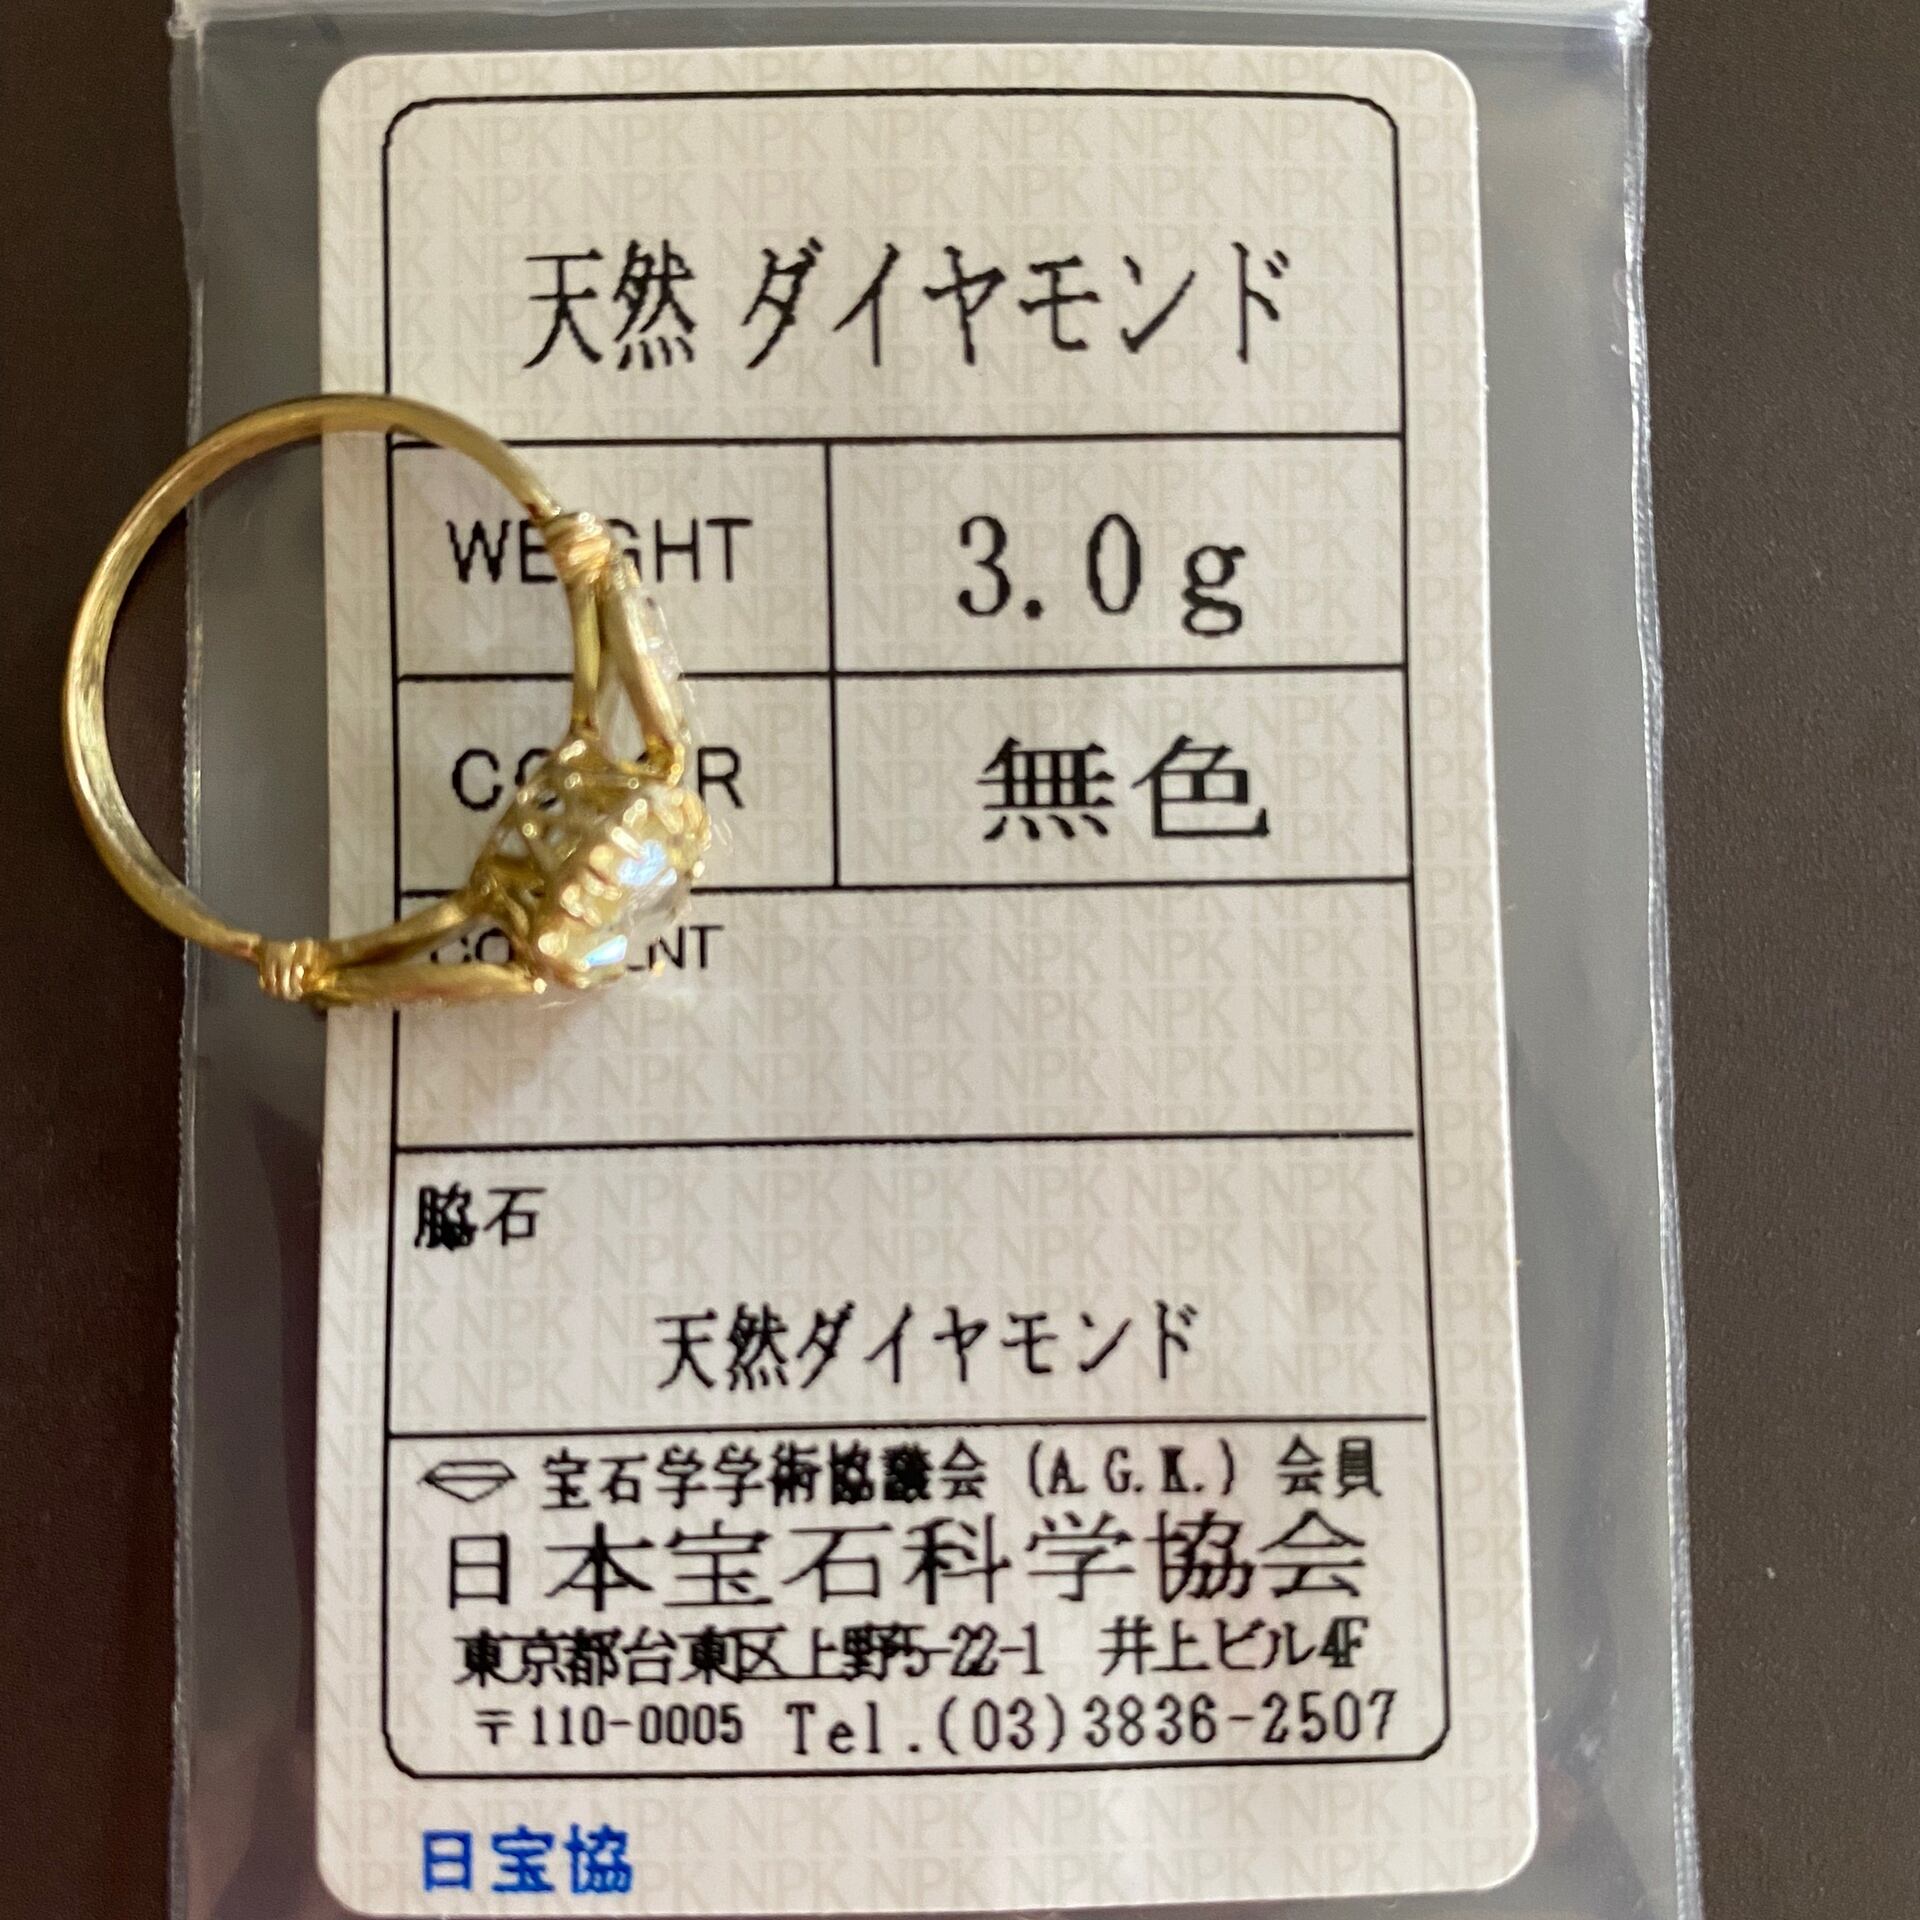 天然 ダイヤモンド
WEIGHT 3.0g
COLOR 無色
COMMENT
脇石
天然ダイヤモンド
宝石学学術協議会 (A.G.K.) 会員
日本宝石科学協会
東京都台東区上野5-22-1 井上ビル4F
〒110-0005 Tel.(03)3836-2507
日宝協